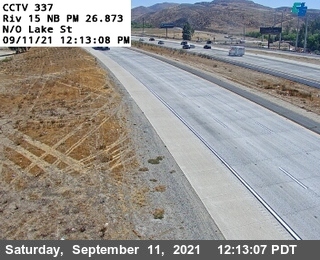 CCTV 337
Riv 15 NB PM 26.873
N/O Lake St
09/11/21 12:13:08 PM
Saturday, September 11, 2021 12:13:07 PDT